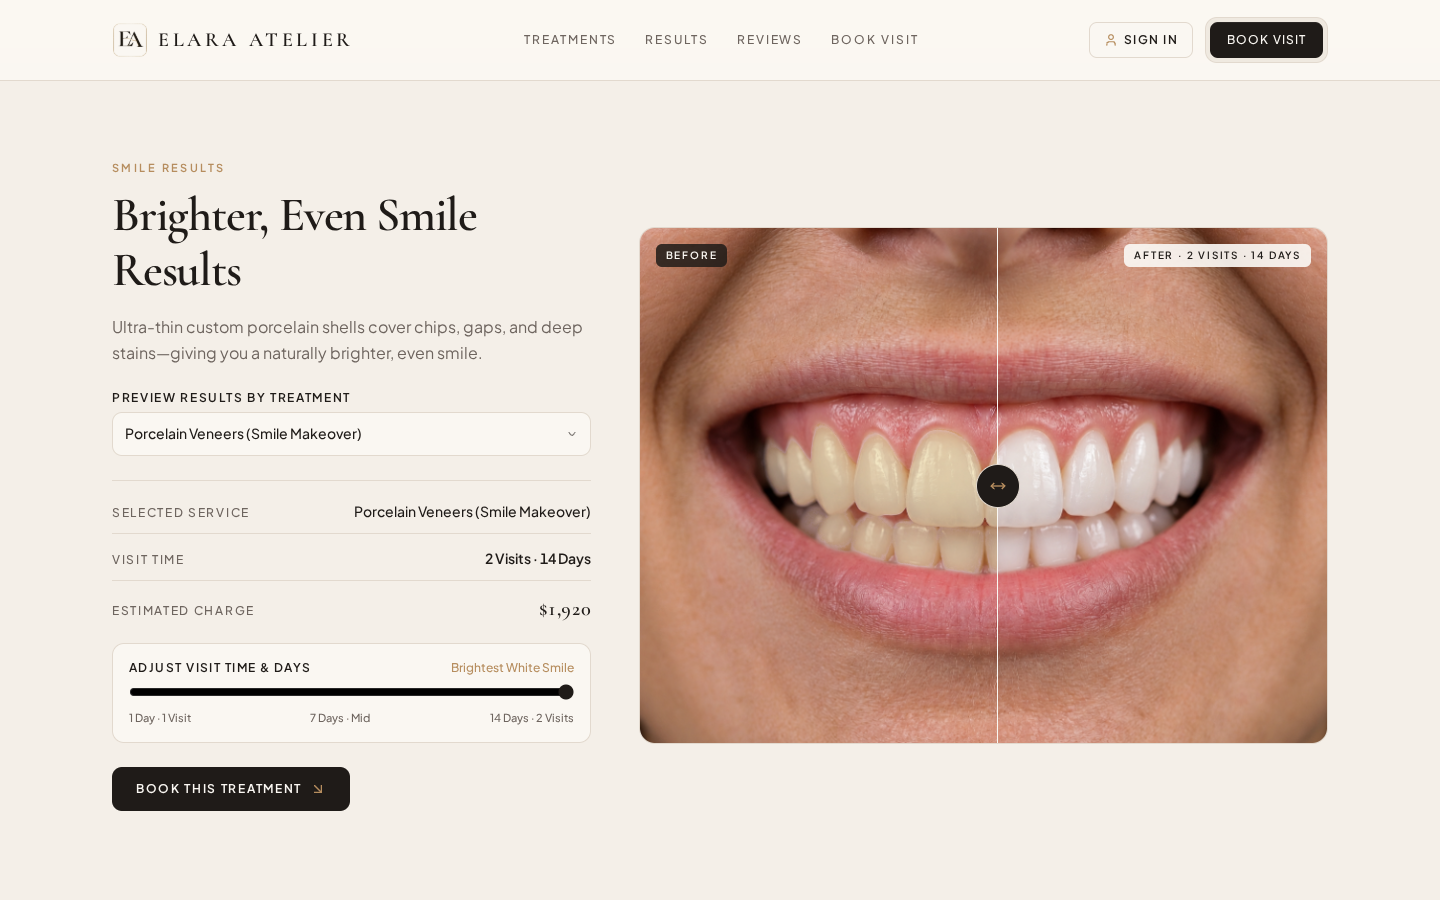 EA ELARA ATELIER
TREATMENTS RESULTS REVIEWS BOOK VISIT
SIGN IN
BOOK VISIT
SMILE RESULTS
Brighter, Even Smile
Results
Ultra-thin custom porcelain shells cover chips, gaps, and deep
stains—giving you a naturally brighter, even smile.
PREVIEW RESULTS BY TREATMENT
Porcelain Veneers (Smile Makeover)
SELECTED SERVICE Porcelain Veneers (Smile Makeover)
VISIT TIME 2 Visits · 14 Days
ESTIMATED CHARGE $1,920
ADJUST VISIT TIME & DAYS Brightest White Smile
1 Day · 1 Visit 7 Days · Mid 14 Days · 2 Visits
BOOK THIS TREATMENT
BEFORE
AFTER · 2 VISITS · 14 DAYS